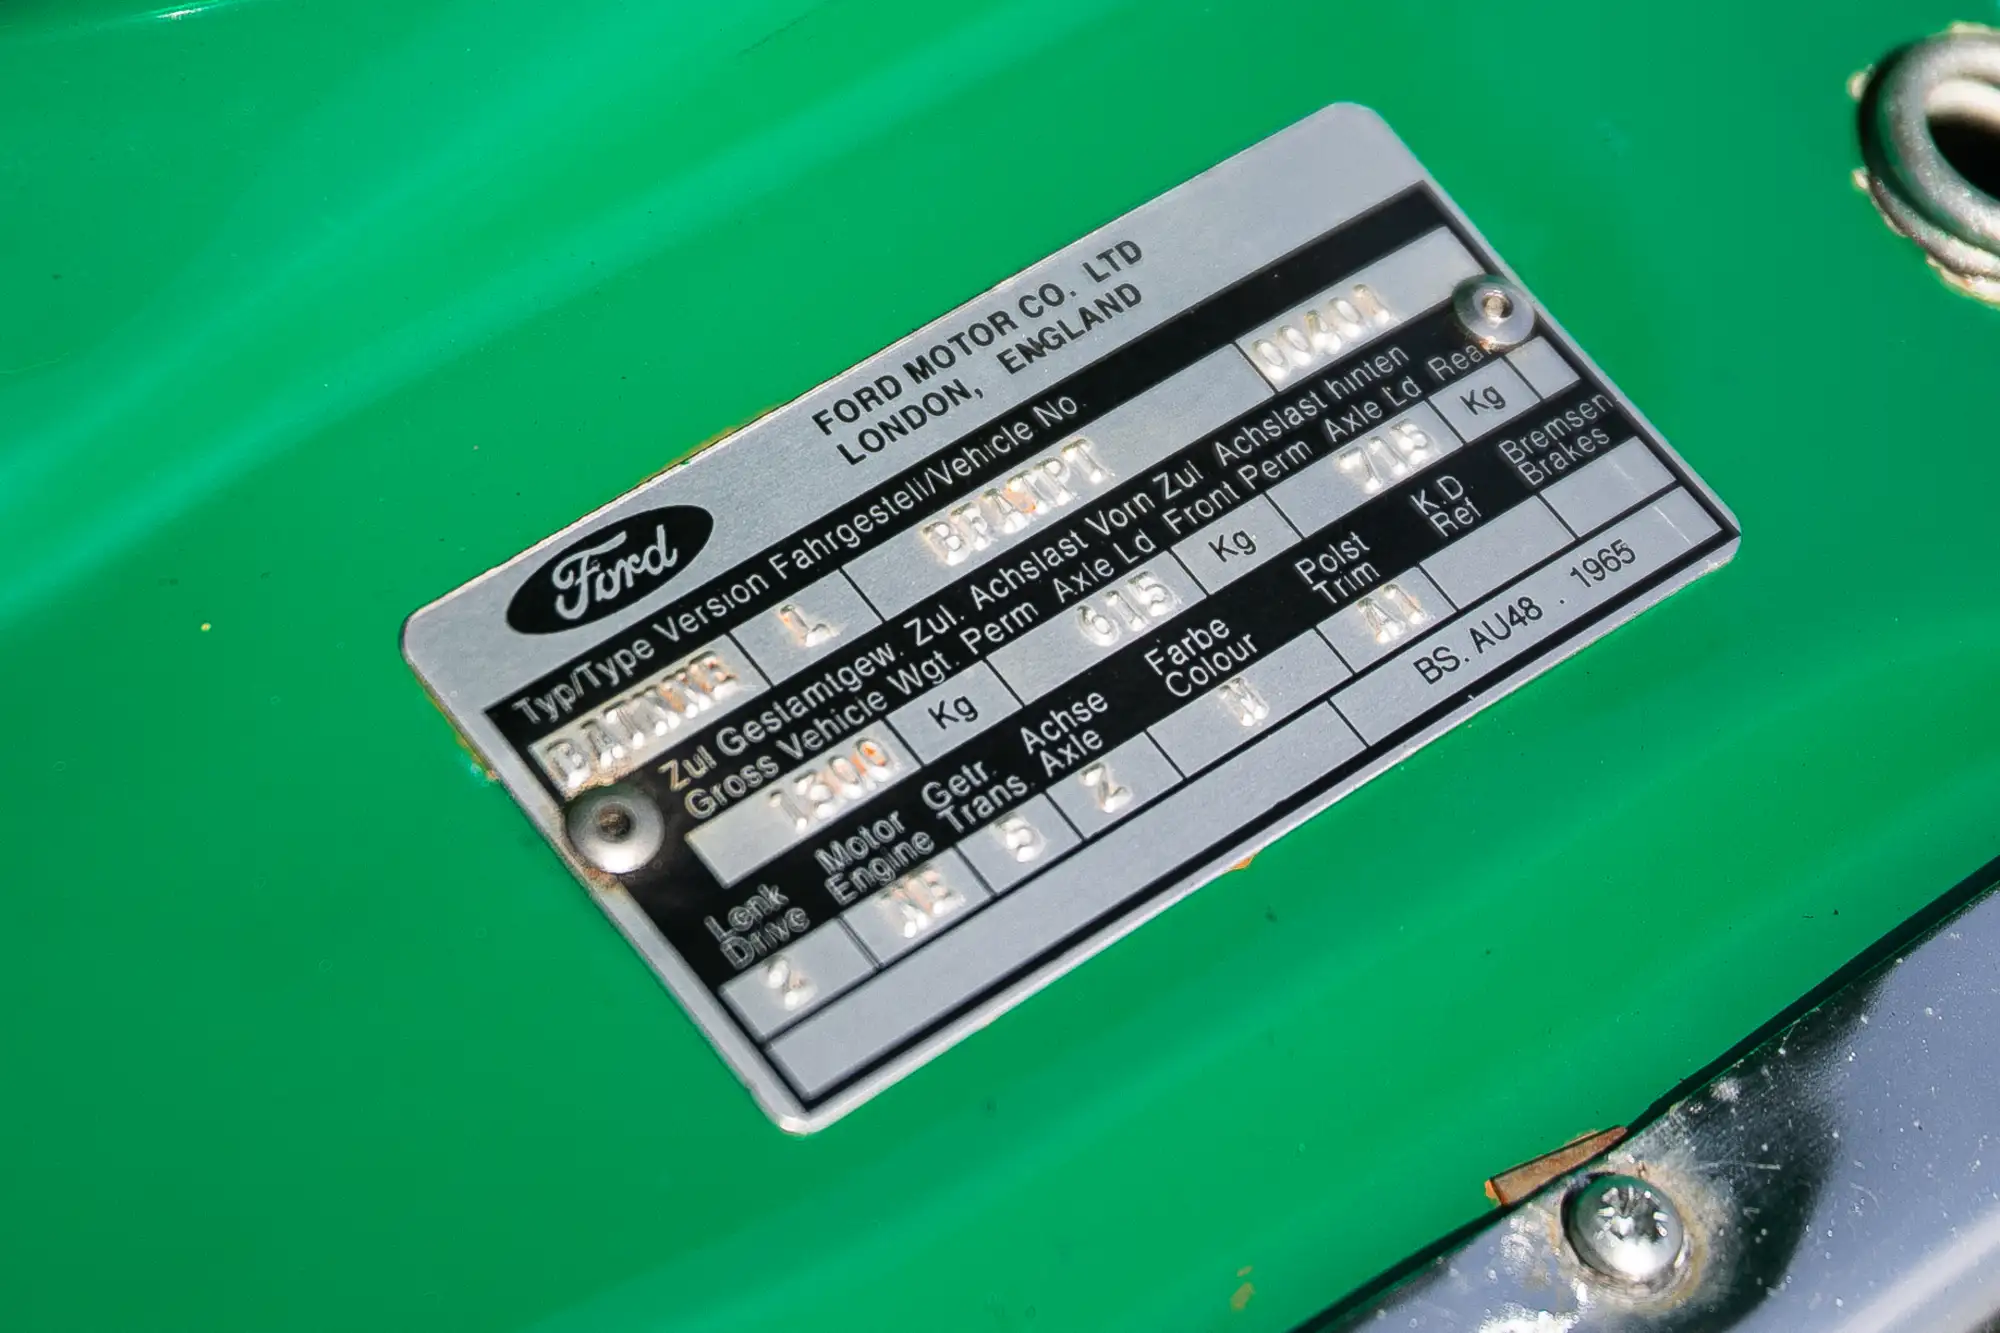 Ford
FORD MOTOR CO. LTD
LONDON, ENGLAND
Typ/Type Version Fahrgestell/Vehicle No.
L 00401
Zul Gestamtgew. Zul. Achslast Vorn Zul Achslast hinten
Gross Vehicle Wgt. Perm Axle Ld Front Perm Axle Ld Rear
1300 Kg 615 Kg 715 Kg
Lenk Motor Getr. Achse Farbe Polst K.D. Bremsen
Drive Engine Trans. Axle Colour Trim Ref Brakes
2 NE 5 Z A1
BS. AU48 . 1965